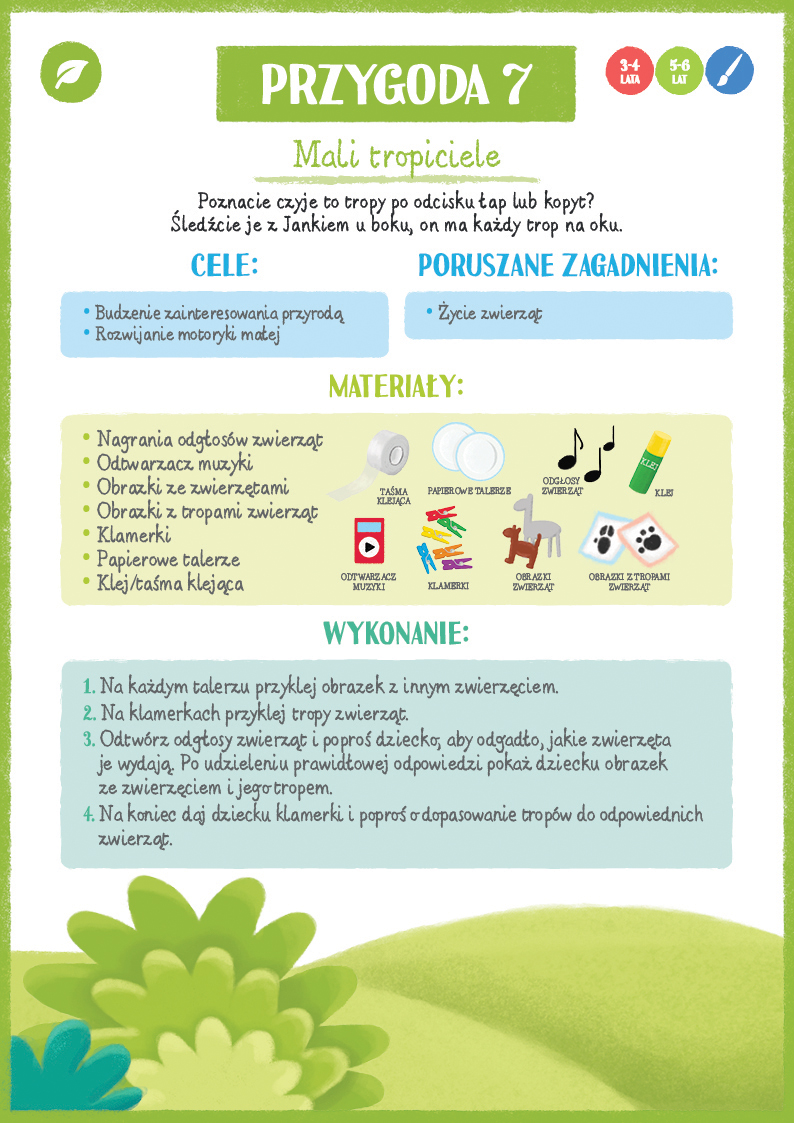 PRZYGODA 7
3-4
LATA
5-6
LAT
Mali tropiciele
Poznacie czyje to tropy po odcisku łap lub kopyt?
Śledźcie je z Jankiem u boku, on ma każdy trop na oku.
CELE:
• Budzenie zainteresowania przyrodą
• Rozwijanie motoryki małej
PORUSZANE ZAGADNIENIA:
• Życie zwierząt
MATERIAŁY:
• Nagrania odgłosów zwierząt
• Odtwarzacz muzyki
• Obrazki ze zwierzętami
• Obrazki z tropami zwierząt
• Klamerki
• Papierowe talerze
• Klej/taśma klejąca
TAŚMA
KLEJĄCA
PAPIEROWE TALERZE
ODGŁOSY
ZWIERZĄT
KLEJ
KLEJ
ODTWARZACZ
MUZYKI
KLAMERKI
OBRAZKI
ZWIERZĄT
OBRAZKI Z TROPAMI
ZWIERZĄT
WYKONANIE:
1. Na każdym talerzu przyklej obrazek z innym zwierzęciem.
2. Na klamerkach przyklej tropy zwierząt.
3. Odtwórz odgłosy zwierząt i poproś dziecko, aby odgadło, jakie zwierzęta
je wydają. Po udzieleniu prawidłowej odpowiedzi pokaż dziecku obrazek
ze zwierzęciem i jego tropem.
4. Na koniec daj dziecku klamerki i poproś o dopasowanie tropów do odpowiednich
zwierząt.